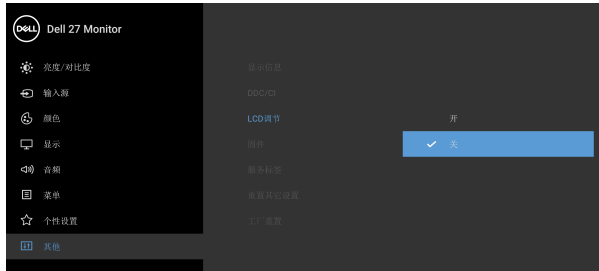 DELL
Dell 27 Monitor
亮度/对比度
输入源
颜色
显示
音频
菜单
个性设置
其他
显示信息
DDC/CI
LCD调节
固件
服务标签
重置其它设置
工厂重置
开
关